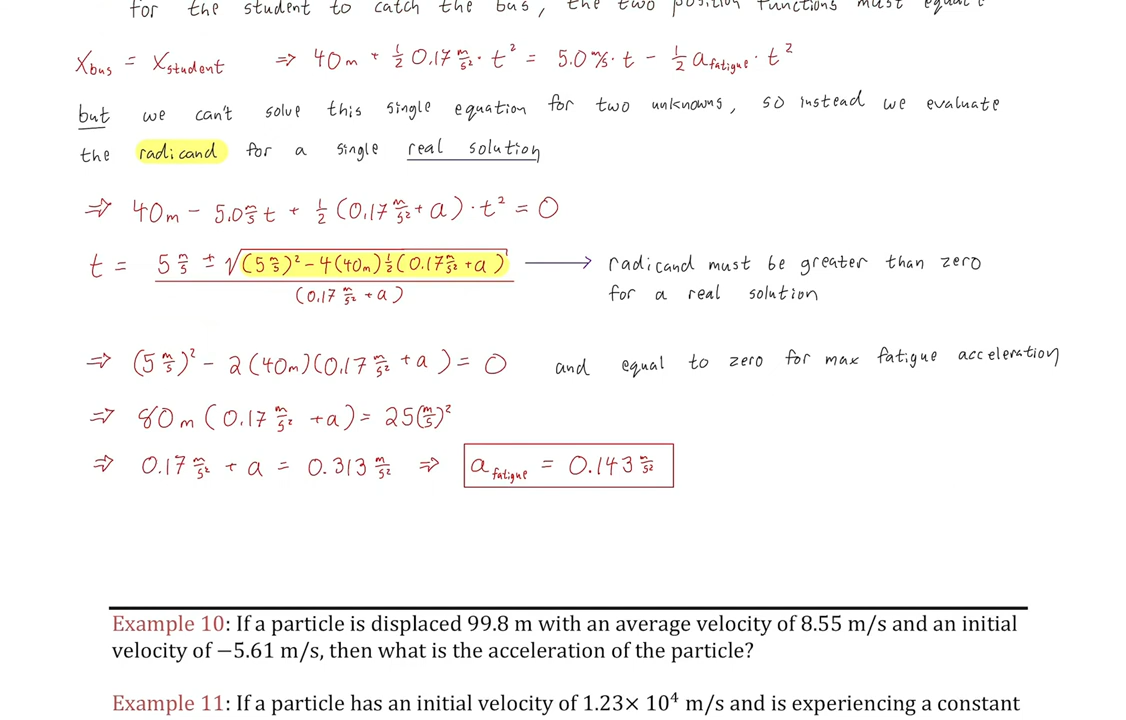 for the student to catch the bus, the two position functions must equate
x_bus = x_student ⇒ 40m + ½ 0.17 m/s² · t² = 5.0 m/s · t − ½ a_fatigue · t²
but we can't solve this single equation for two unknowns, so instead we evaluate
the radicand for a single real solution
⇒ 40m − 5.0 m/s t + ½ (0.17 m/s² + a) · t² = 0
t = (5 m/s ± √((5 m/s)² − 4(40m)½(0.17 m/s² + a))) / (0.17 m/s² + a) → radicand must be greater than zero
for a real solution
⇒ (5 m/s)² − 2(40m)(0.17 m/s² + a) = 0 and equal to zero for max fatigue acceleration
⇒ 80m (0.17 m/s² + a) = 25(m/s)²
⇒ 0.17 m/s² + a = 0.313 m/s² ⇒ a_fatigue = 0.143 m/s²
Example 10: If a particle is displaced 99.8 m with an average velocity of 8.55 m/s and an initial
velocity of −5.61 m/s, then what is the acceleration of the particle?
Example 11: If a particle has an initial velocity of 1.23× 10⁴ m/s and is experiencing a constant